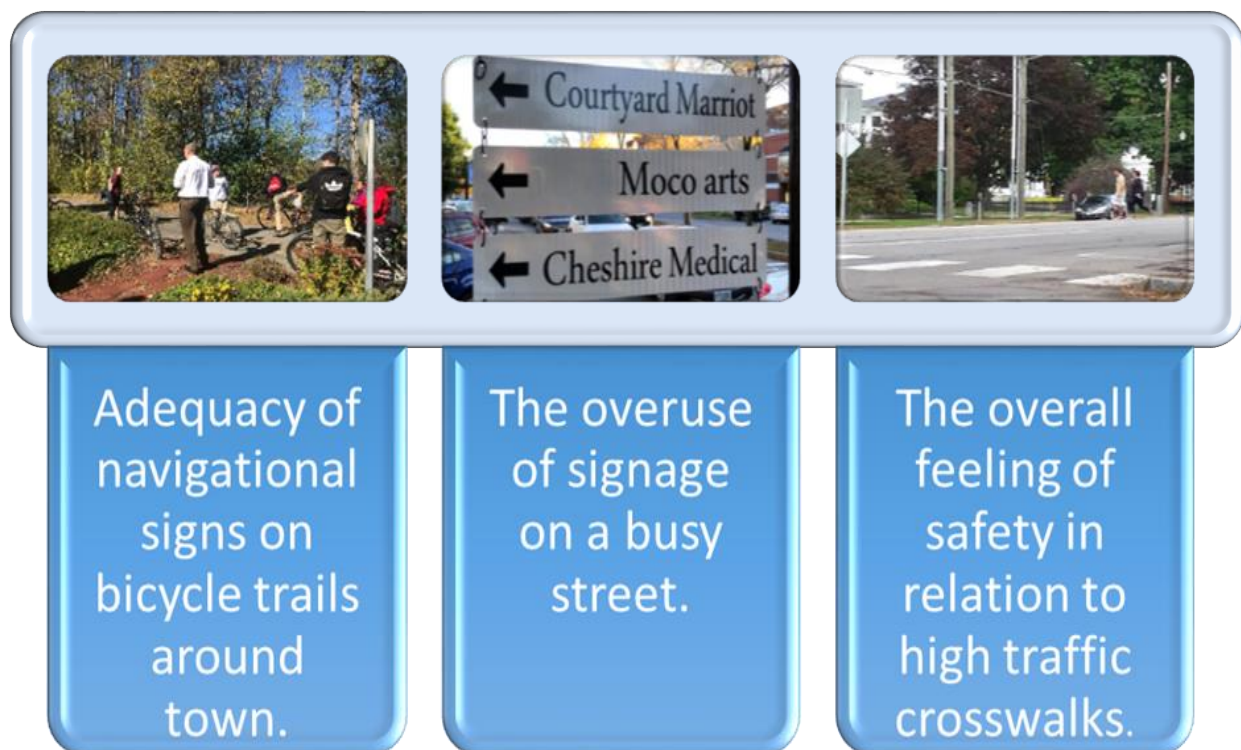 Courtyard Marriot
Moco arts
Cheshire Medical
Adequacy of
navigational
signs on
bicycle trails
around
town.
The overuse
of signage
on a busy
street.
The overall
feeling of
safety in
relation to
high traffic
crosswalks.